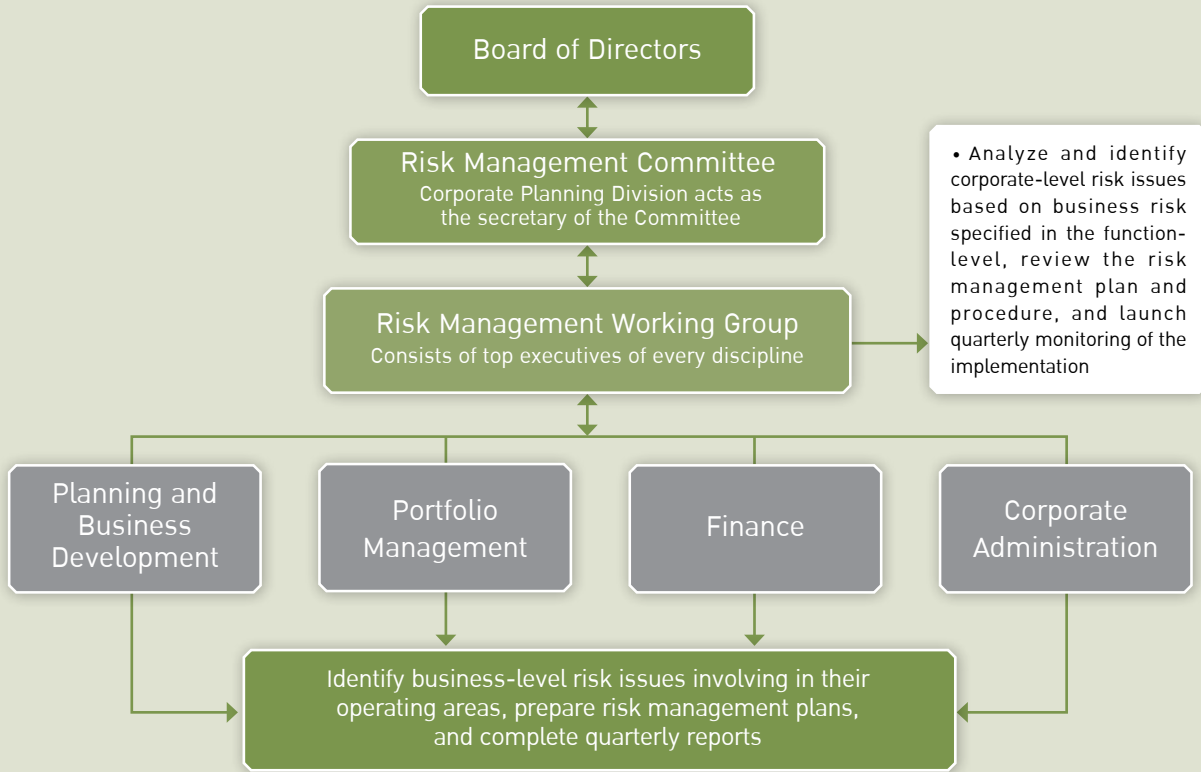 Board of Directors
Risk Management Committee
Corporate Planning Division acts as
the secretary of the Committee
• Analyze and identify
corporate-level risk issues
based on business risk
specified in the function-
level, review the risk
management plan and
procedure, and launch
quarterly monitoring of the
implementation
Risk Management Working Group
Consists of top executives of every discipline
Planning and
Business
Development
Portfolio
Management
Finance
Corporate
Administration
Identify business-level risk issues involving in their
operating areas, prepare risk management plans,
and complete quarterly reports